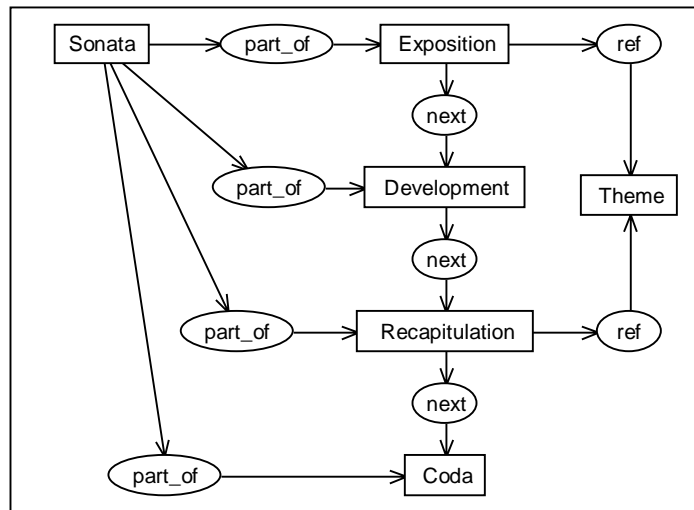 Sonata part_of Exposition ref
next
part_of Development Theme
next
part_of Recapitulation ref
next
part_of Coda